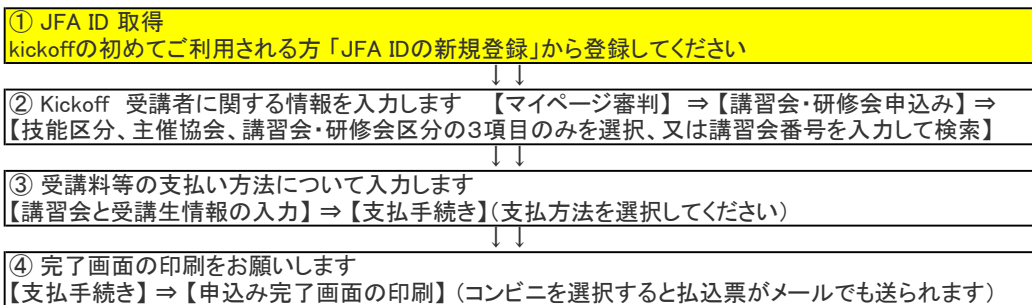 ① JFA ID 取得
kickoffの初めてご利用される方 「JFA IDの新規登録」から登録してください
↓ ↓
② Kickoff 受講者に関する情報を入力します 【マイページ審判】 ⇒ 【講習会・研修会申込み】 ⇒
【技能区分、主催協会、講習会・研修会区分の３項目のみを選択、又は講習会番号を入力して検索】
↓ ↓
③ 受講料等の支払い方法について入力します
【講習会と受講生情報の入力】 ⇒ 【支払手続き】（支払方法を選択してください）
↓ ↓
④ 完了画面の印刷をお願いします
【支払手続き】 ⇒ 【申込み完了画面の印刷】 （コンビニを選択すると払込票がメールでも送られます）